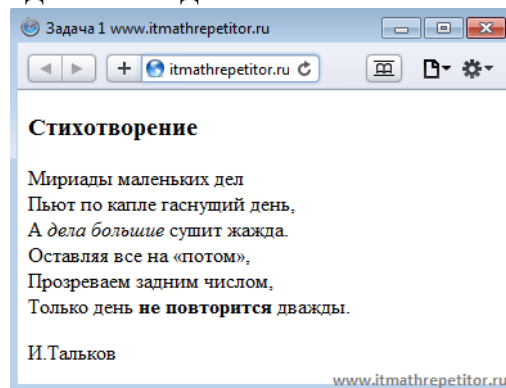 Задача 1 www.itmathrepetitor.ru
itmathrepetitor.ru
Стихотворение
Мириады маленьких дел
Пьют по капле гаснущий день,
А дела большие сушит жажда.
Оставляя все на «потом»,
Прозреваем задним числом,
Только день не повторится дважды.
И.Тальков
www.itmathrepetitor.ru